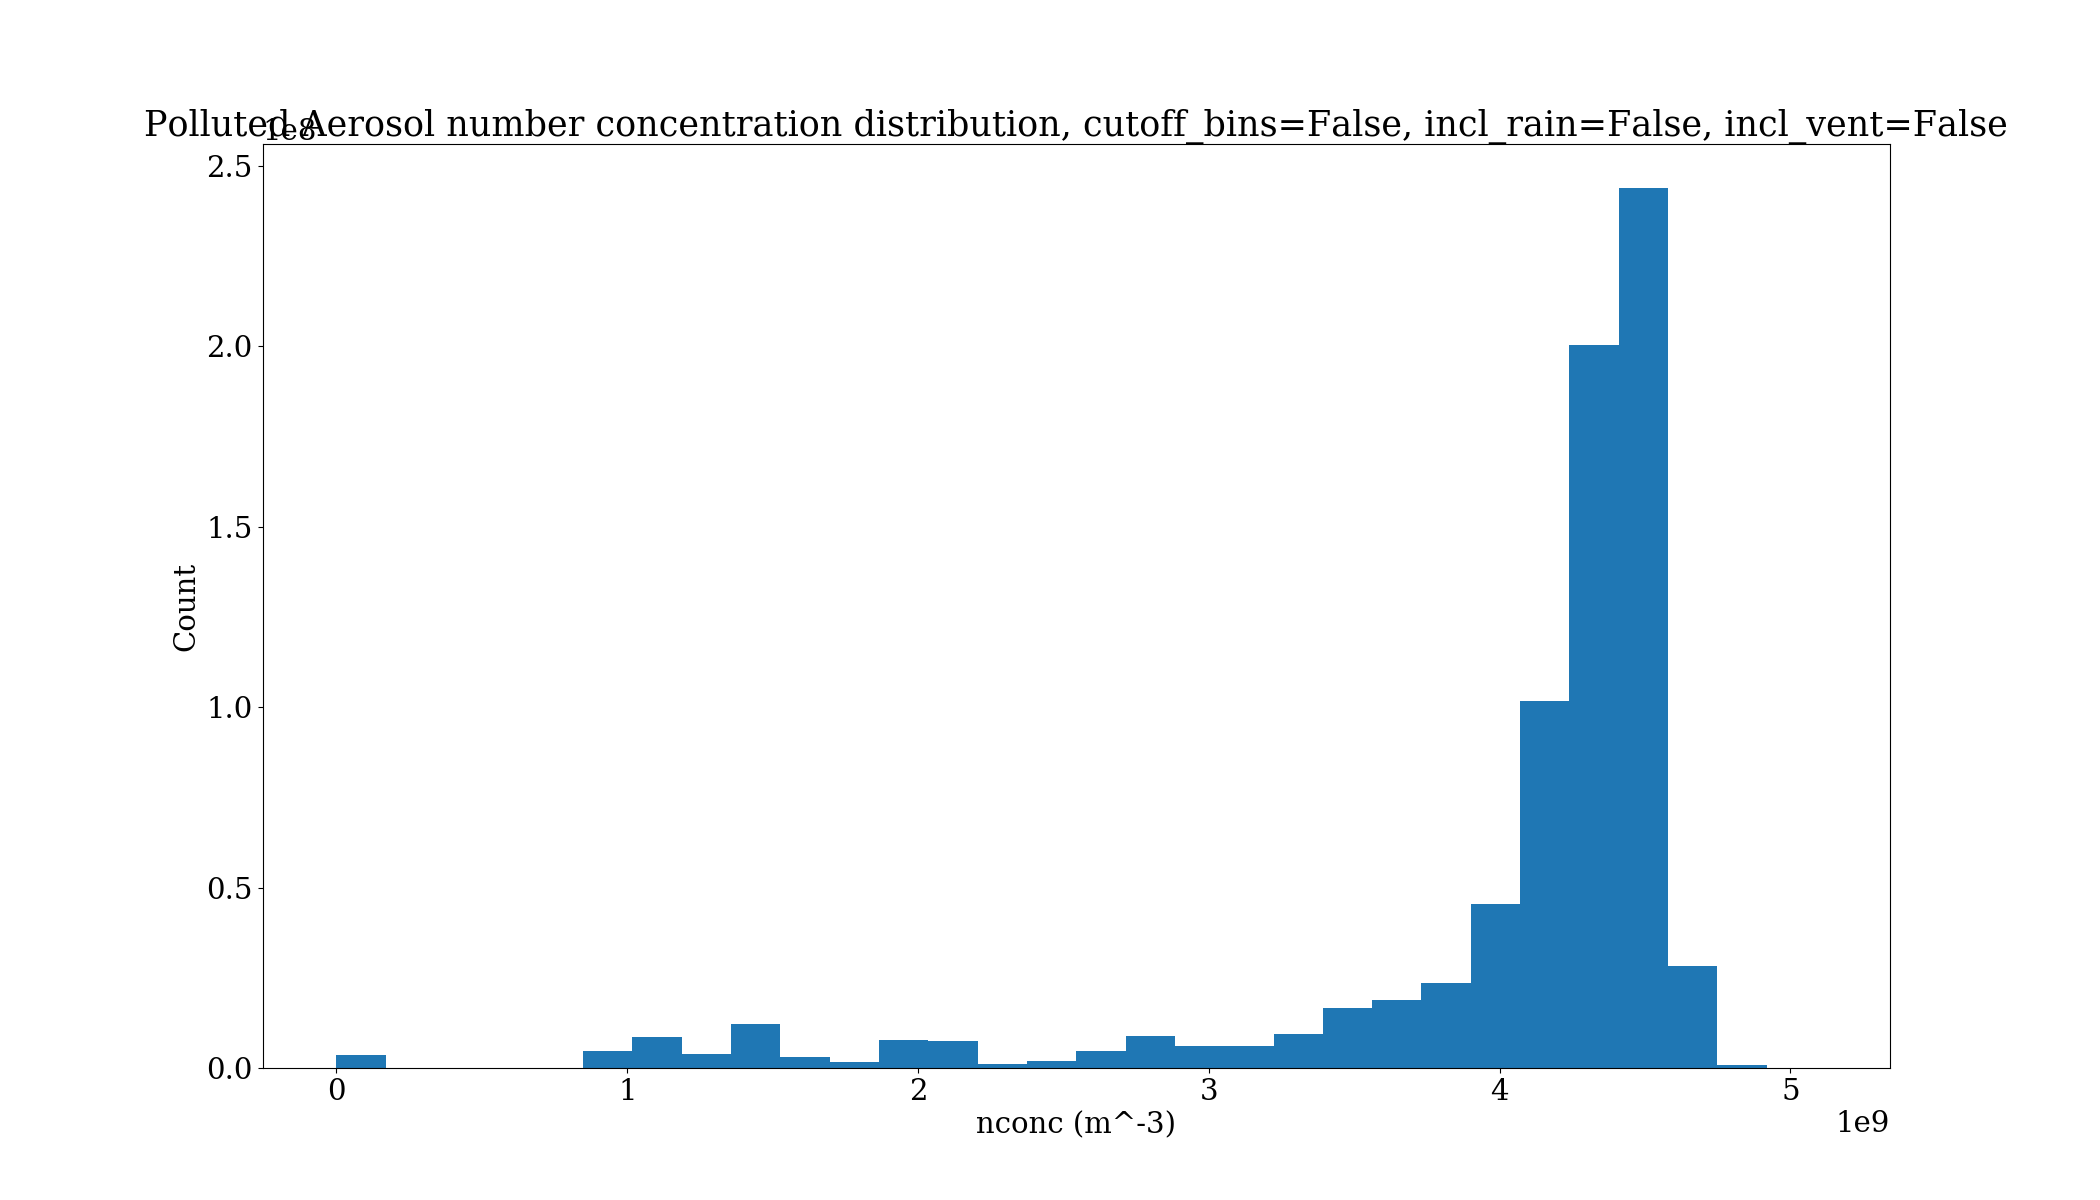 Polluted Aerosol number concentration distribution, cutoff_bins=False, incl_rain=False, incl_vent=False
1e8
2.5
2.0
1.5
1.0
0.5
0.0
Count
0 1 2 3 4 5
nconc (m^-3)
1e9